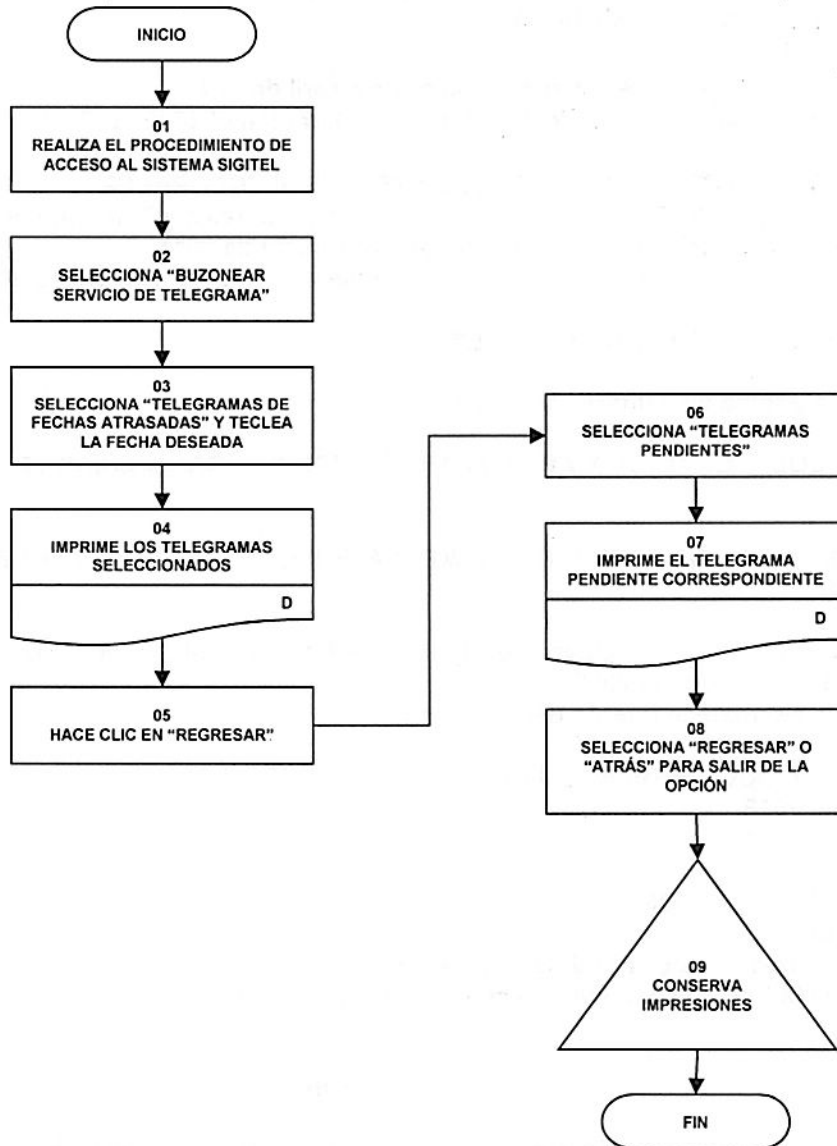 INICIO
01
REALIZA EL PROCEDIMIENTO DE
ACCESO AL SISTEMA SIGITEL
02
SELECCIONA “BUZONEAR
SERVICIO DE TELEGRAMA”
03
SELECCIONA “TELEGRAMAS DE
FECHAS ATRASADAS” Y TECLEA
LA FECHA DESEADA
04
IMPRIME LOS TELEGRAMAS
SELECCIONADOS
D
05
HACE CLIC EN “REGRESAR”
06
SELECCIONA “TELEGRAMAS
PENDIENTES”
07
IMPRIME EL TELEGRAMA
PENDIENTE CORRESPONDIENTE
D
08
SELECCIONA “REGRESAR” O
“ATRÁS” PARA SALIR DE LA
OPCIÓN
09
CONSERVA
IMPRESIONES
FIN